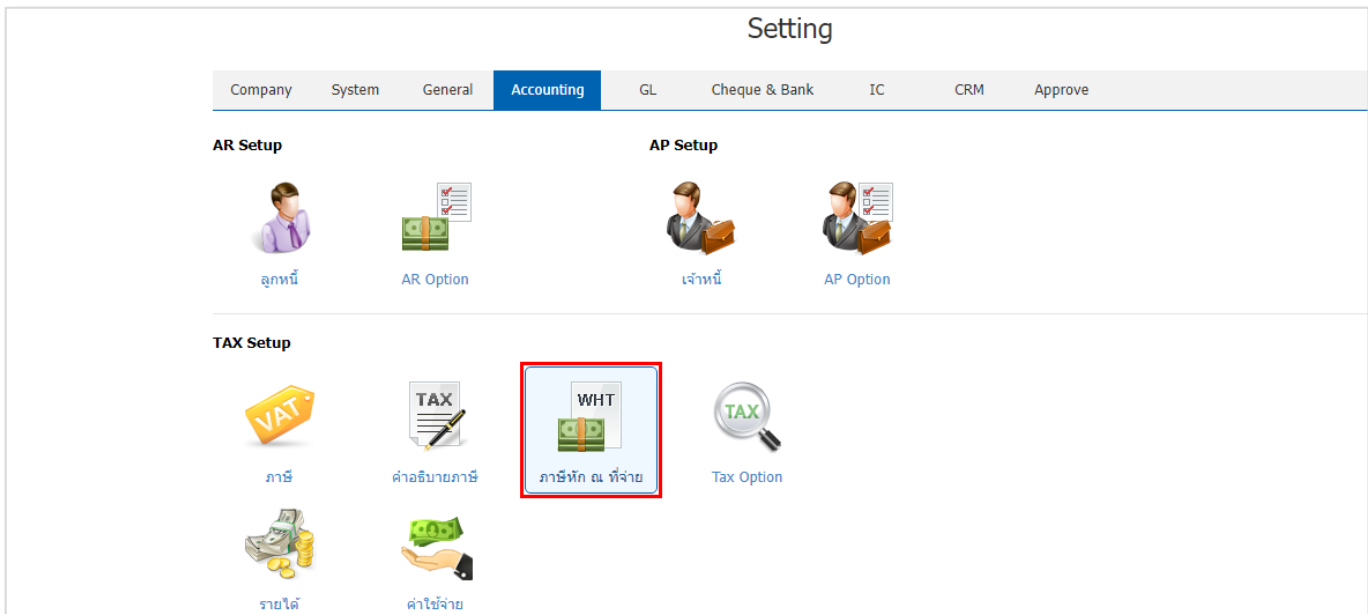 Setting
Company System General Accounting GL Cheque & Bank IC CRM Approve
AR Setup AP Setup
ลูกหนี้ AR Option เจ้าหนี้ AP Option
TAX Setup
VAT TAX WHT TAX
ภาษี คำอธิบายภาษี ภาษีหัก ณ ที่จ่าย Tax Option
รายได้ ค่าใช้จ่าย